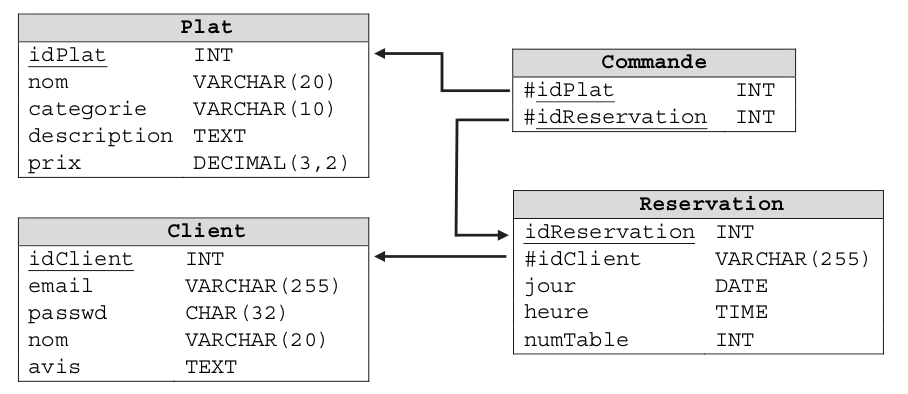 Plat
idPlat INT
nom VARCHAR(20)
categorie VARCHAR(10)
description TEXT
prix DECIMAL(3,2)
Commande
#idPlat INT
#idReservation INT
Client
idClient INT
email VARCHAR(255)
passwd CHAR(32)
nom VARCHAR(20)
avis TEXT
Reservation
idReservation INT
#idClient VARCHAR(255)
jour DATE
heure TIME
numTable INT